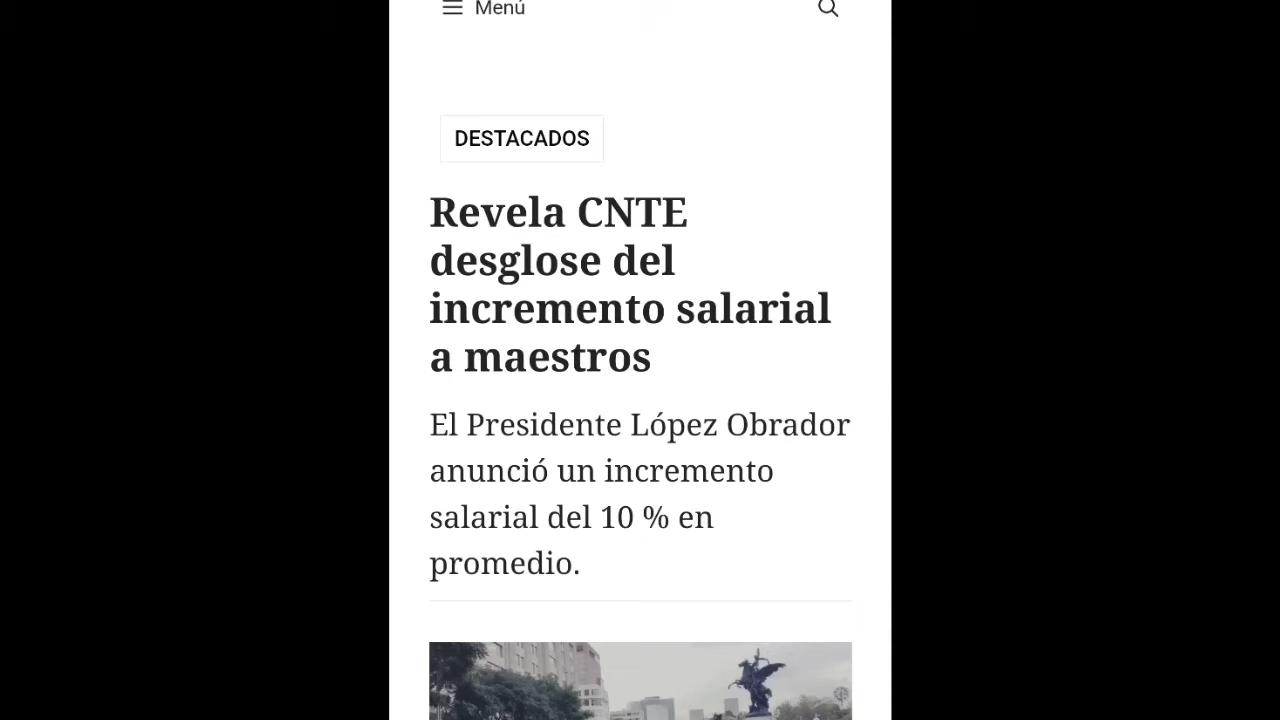 Menú
DESTACADOS
Revela CNTE
desglose del
incremento salarial
a maestros
El Presidente López Obrador
anunció un incremento
salarial del 10 % en
promedio.